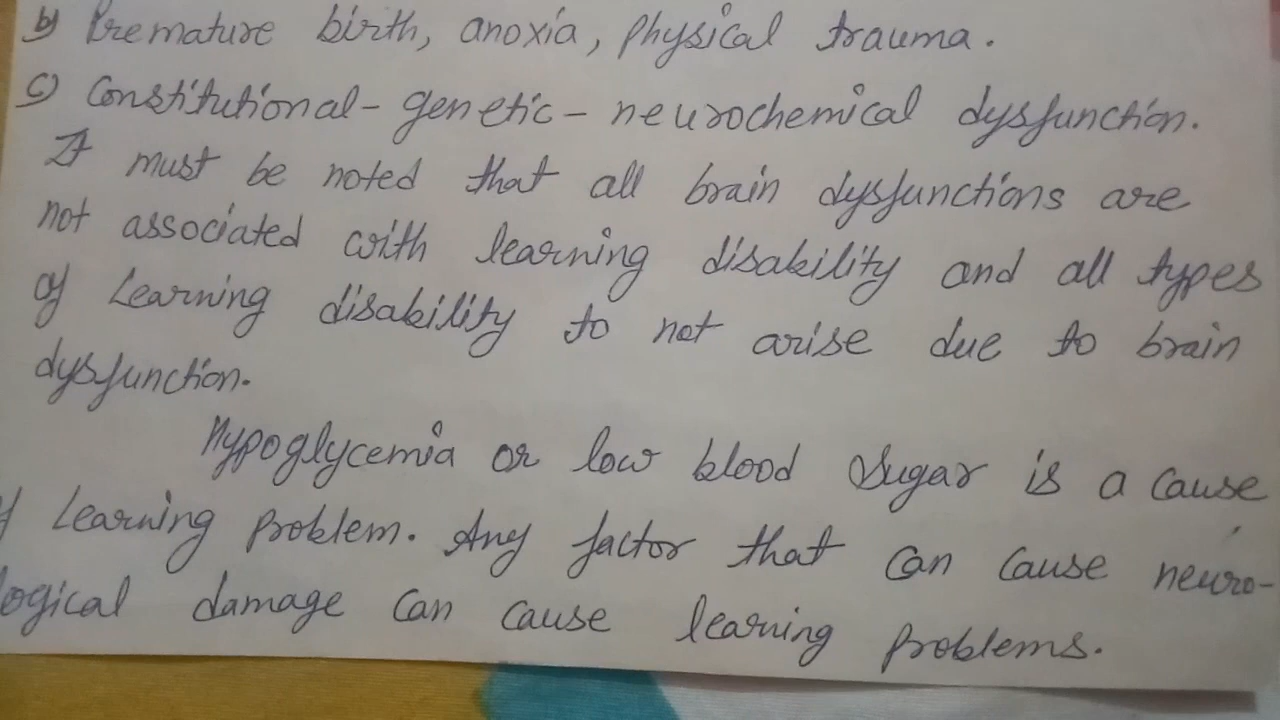 b) Premature birth, anoxia, Physical trauma.
c) Constitutional-genetic-neurochemical dysfunction.
It must be noted that all brain dysfunctions are
not associated with learning disability and all types
of Learning disability to not arise due to brain
dysfunction.
Hypoglycemia or low blood Sugar is a cause
f Learning Problem. Any factor that can cause neuro-
logical damage can cause learning Problems.